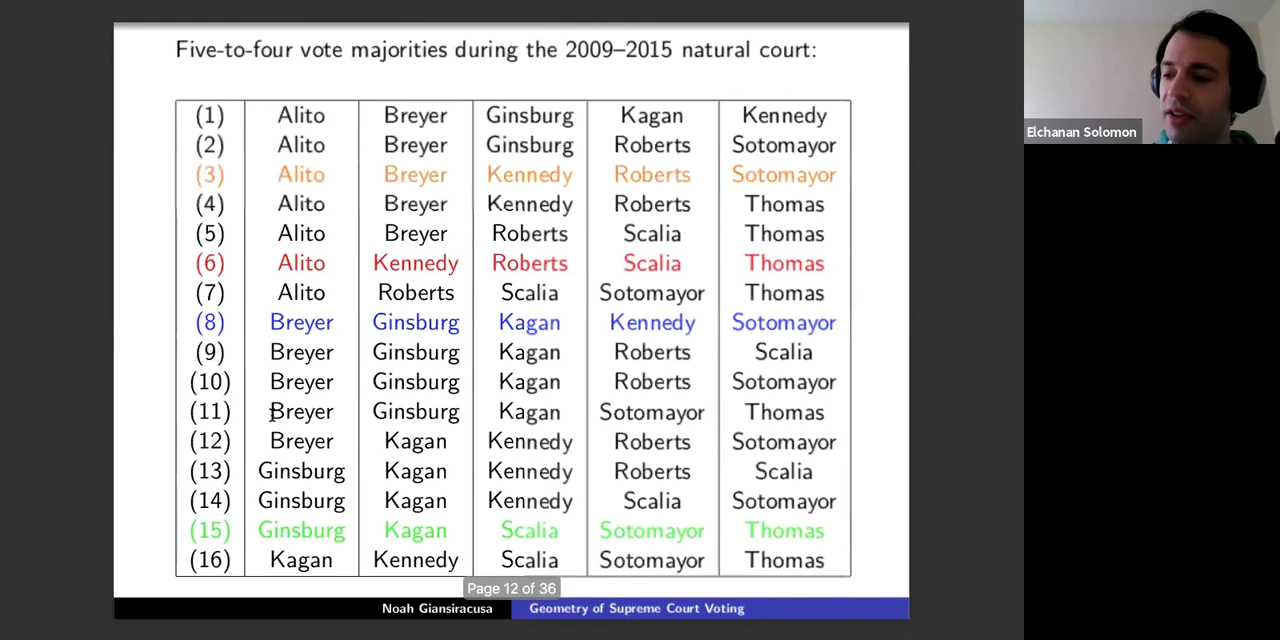 Five-to-four vote majorities during the 2009–2015 natural court:
(1) Alito Breyer Ginsburg Kagan Kennedy
(2) Alito Breyer Ginsburg Roberts Sotomayor
(3) Alito Breyer Kennedy Roberts Sotomayor
(4) Alito Breyer Kennedy Roberts Thomas
(5) Alito Breyer Roberts Scalia Thomas
(6) Alito Kennedy Roberts Scalia Thomas
(7) Alito Roberts Scalia Sotomayor Thomas
(8) Breyer Ginsburg Kagan Kennedy Sotomayor
(9) Breyer Ginsburg Kagan Roberts Scalia
(10) Breyer Ginsburg Kagan Roberts Sotomayor
(11) Breyer Ginsburg Kagan Sotomayor Thomas
(12) Breyer Kagan Kennedy Roberts Sotomayor
(13) Ginsburg Kagan Kennedy Roberts Scalia
(14) Ginsburg Kagan Kennedy Scalia Sotomayor
(15) Ginsburg Kagan Scalia Sotomayor Thomas
(16) Kagan Kennedy Scalia Sotomayor Thomas
Page 12 of 36
Noah Giansiracusa Geometry of Supreme Court Voting
Elchanan Solomon